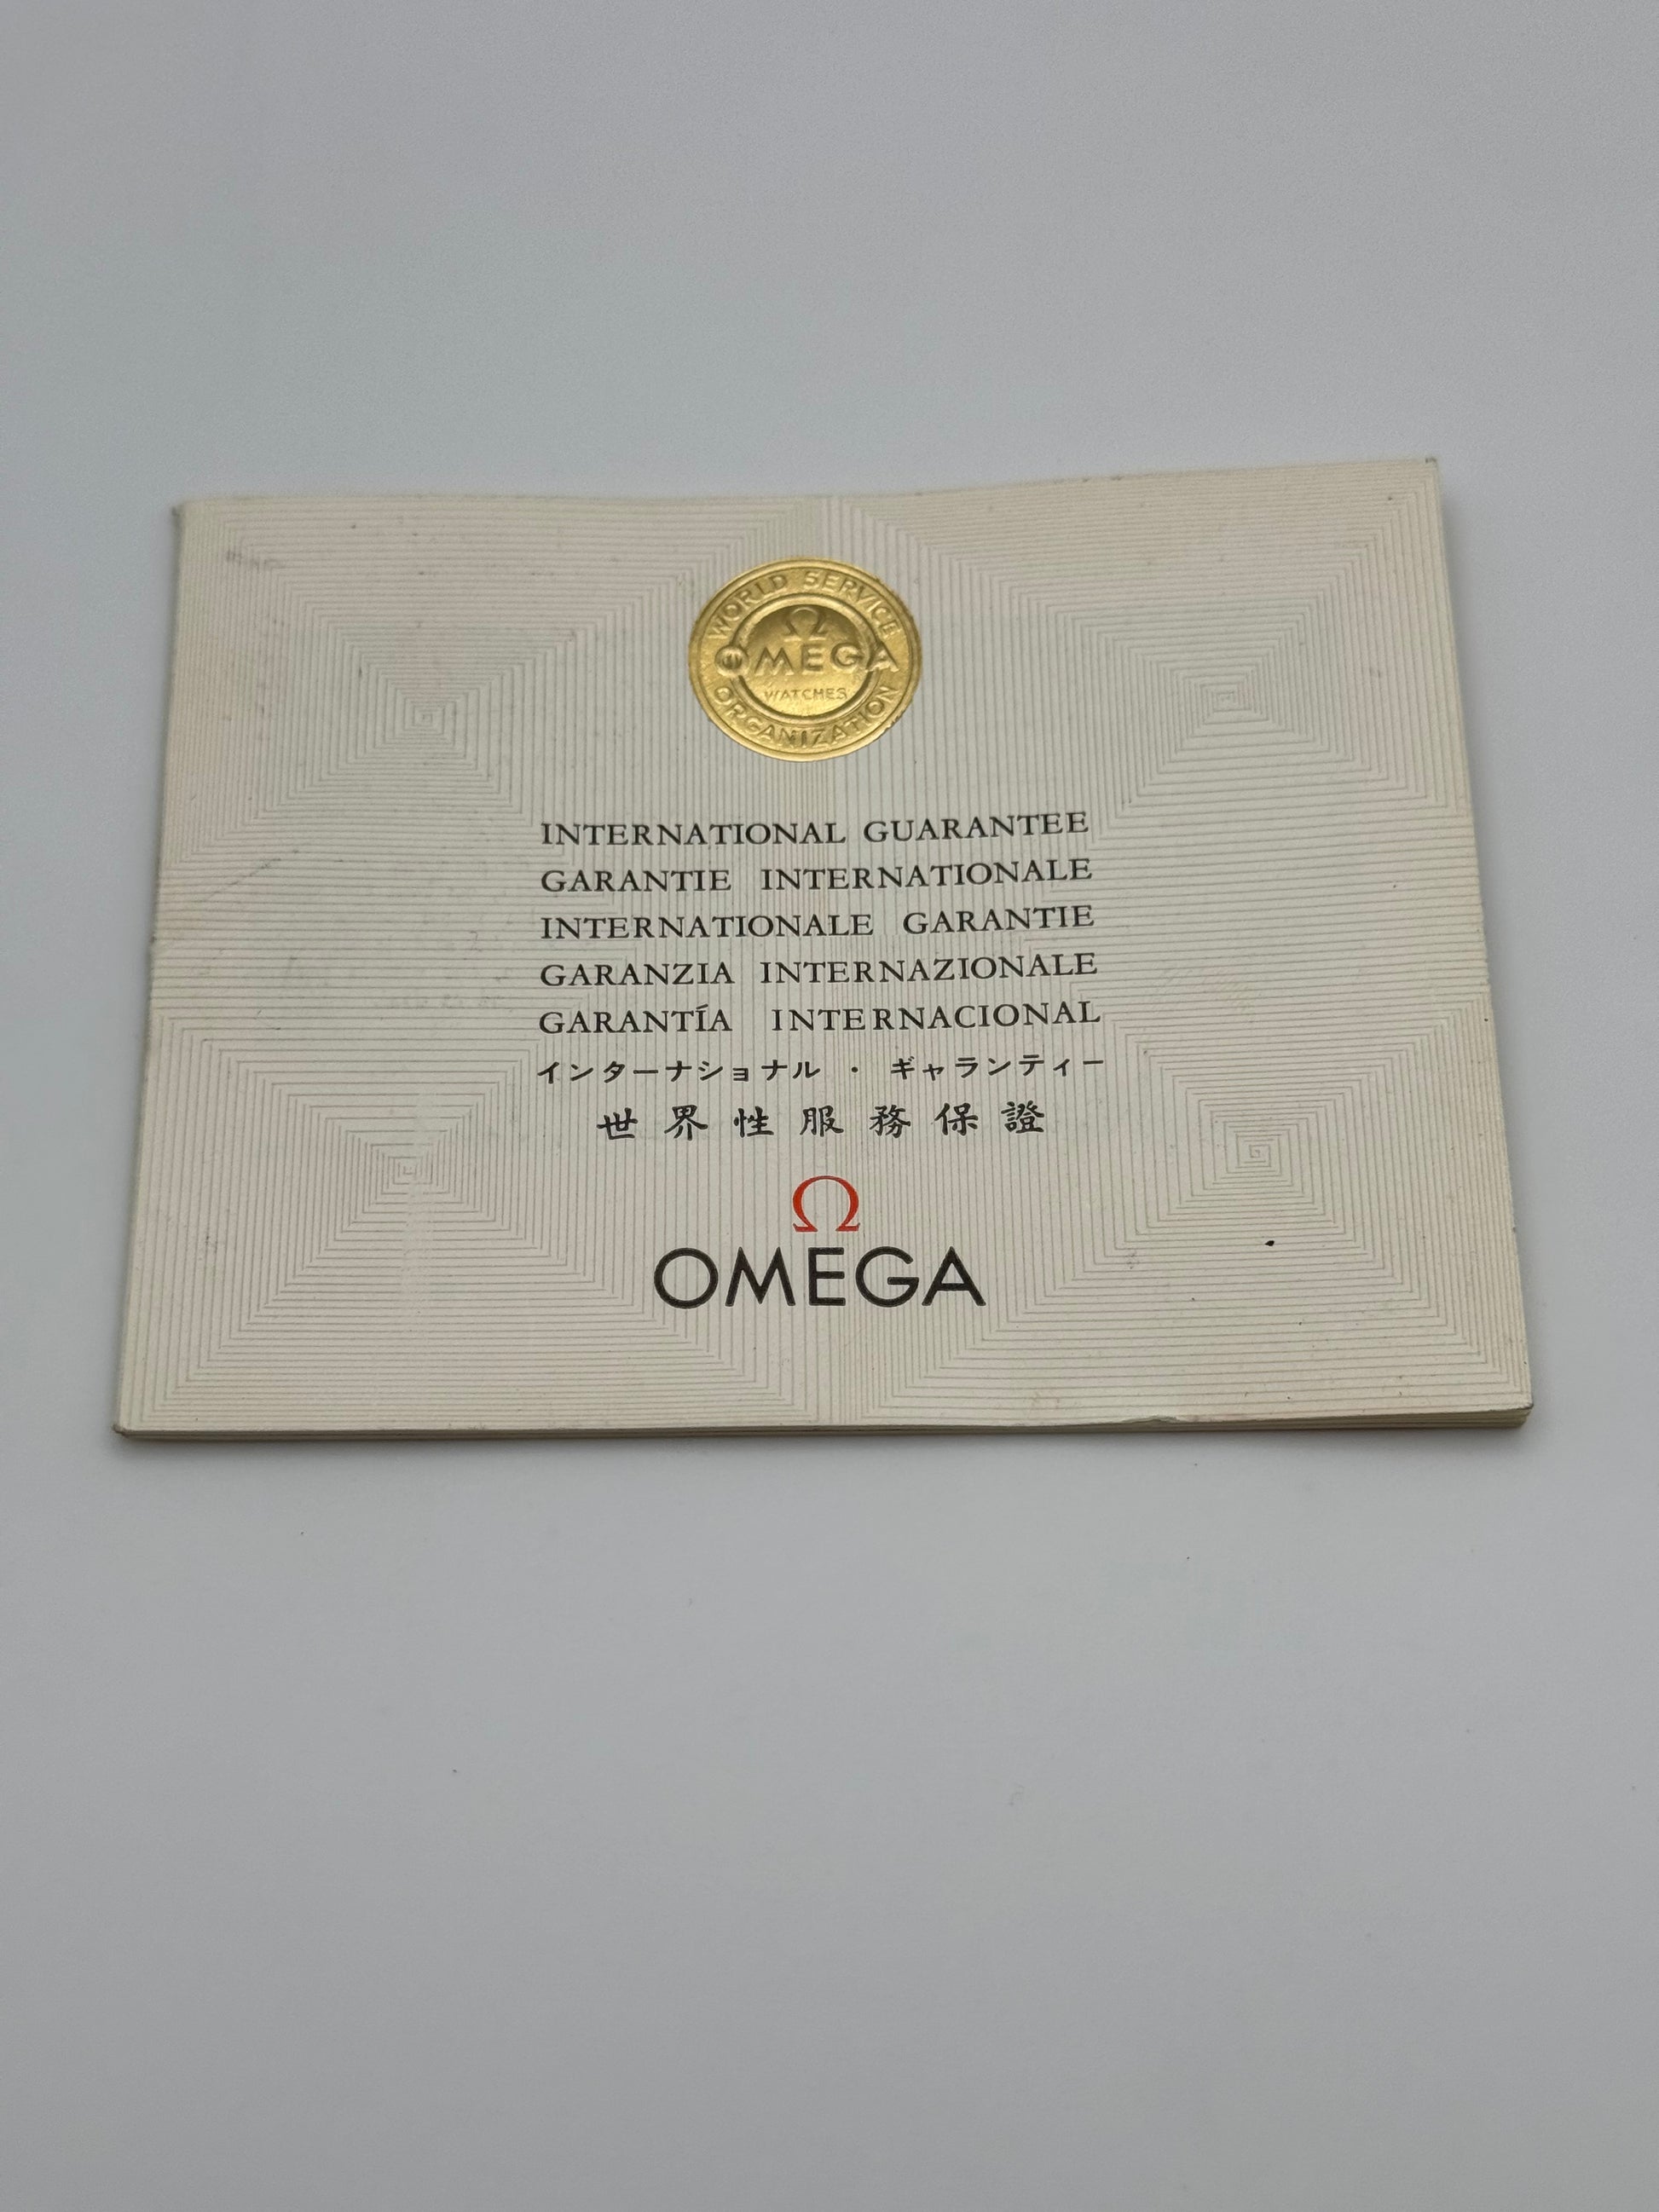 WORLD SERVICE
Ω
OMEGA
WATCHES
ORGANIZATION
INTERNATIONAL GUARANTEE
GARANTIE INTERNATIONALE
INTERNATIONALE GARANTIE
GARANZIA INTERNAZIONALE
GARANTÍA INTERNACIONAL
インターナショナル・ギャランティー
世界性服務保證
Ω
OMEGA